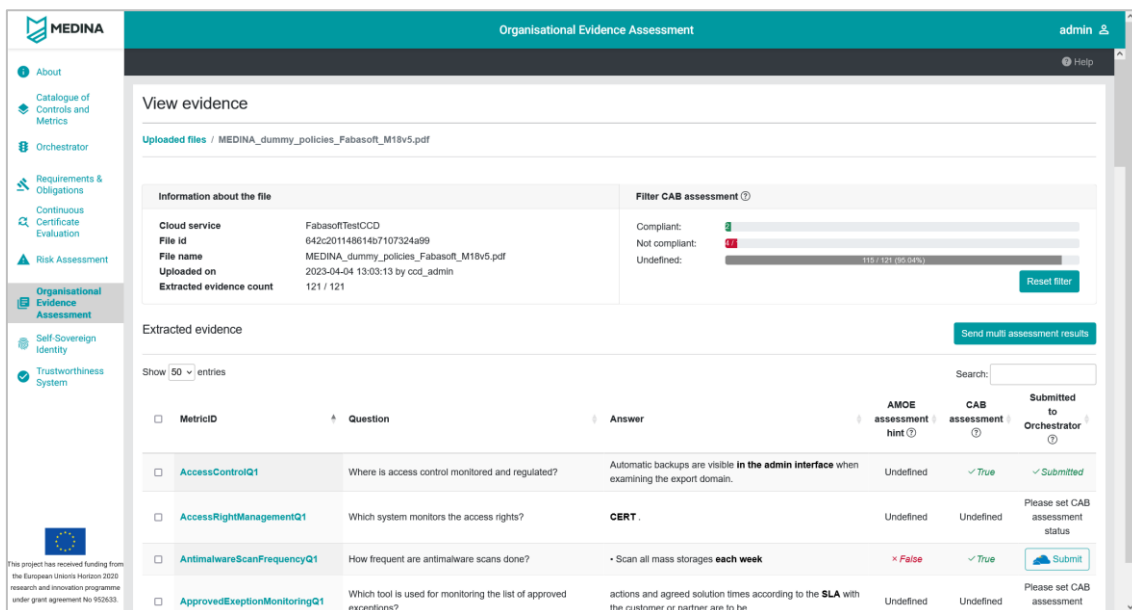 MEDINA
Organisational Evidence Assessment
admin
Help
About
Catalogue of
Controls and
Metrics
Orchestrator
Requirements &
Obligations
Continuous
Certificate
Evaluation
Risk Assessment
Organisational
Evidence
Assessment
Self-Sovereign
Identity
Trustworthiness
System
This project has received funding from
the European Union's Horizon 2020
research and innovation programme
under grant agreement No 952633.
View evidence
Uploaded files / MEDINA_dummy_policies_Fabasoft_M18v5.pdf
Information about the file
Cloud service FabasoftTestCCD
File id 642c201148614b7107324a99
File name MEDINA_dummy_policies_Fabasoft_M18v5.pdf
Uploaded on 2023-04-04 13:03:13 by ccd_admin
Extracted evidence count 121 / 121
Filter CAB assessment ?
Compliant: 2
Not compliant: 4 /
Undefined: 115 / 121 (95.04%)
Reset filter
Extracted evidence
Send multi assessment results
Show 50 entries
Search:
MetricID Question Answer AMOE assessment hint ? CAB assessment ? Submitted to Orchestrator ?
AccessControlQ1 Where is access control monitored and regulated? Automatic backups are visible in the admin interface when examining the export domain. Undefined ✓ True ✓ Submitted
AccessRightManagementQ1 Which system monitors the access rights? CERT . Undefined Undefined Please set CAB assessment status
AntimalwareScanFrequencyQ1 How frequent are antimalware scans done? • Scan all mass storages each week × False ✓ True Submit
ApprovedExeptionMonitoringQ1 Which tool is used for monitoring the list of approved exceptions? actions and agreed solution times according to the SLA with the customer or partner are to be Undefined Undefined Please set CAB assessment